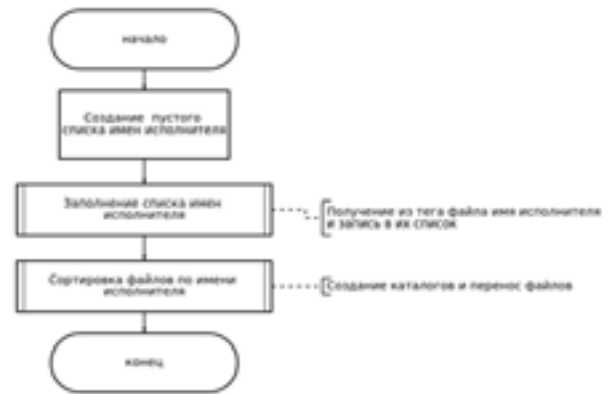 начало
Создание пустого
списка имен исполнителя
Заполнение списка имен
исполнителя
Получение из тега файла имя исполнителя
и запись в их список
Сортировка файлов по имени
исполнителя
Создание каталогов и перенос файлов
конец